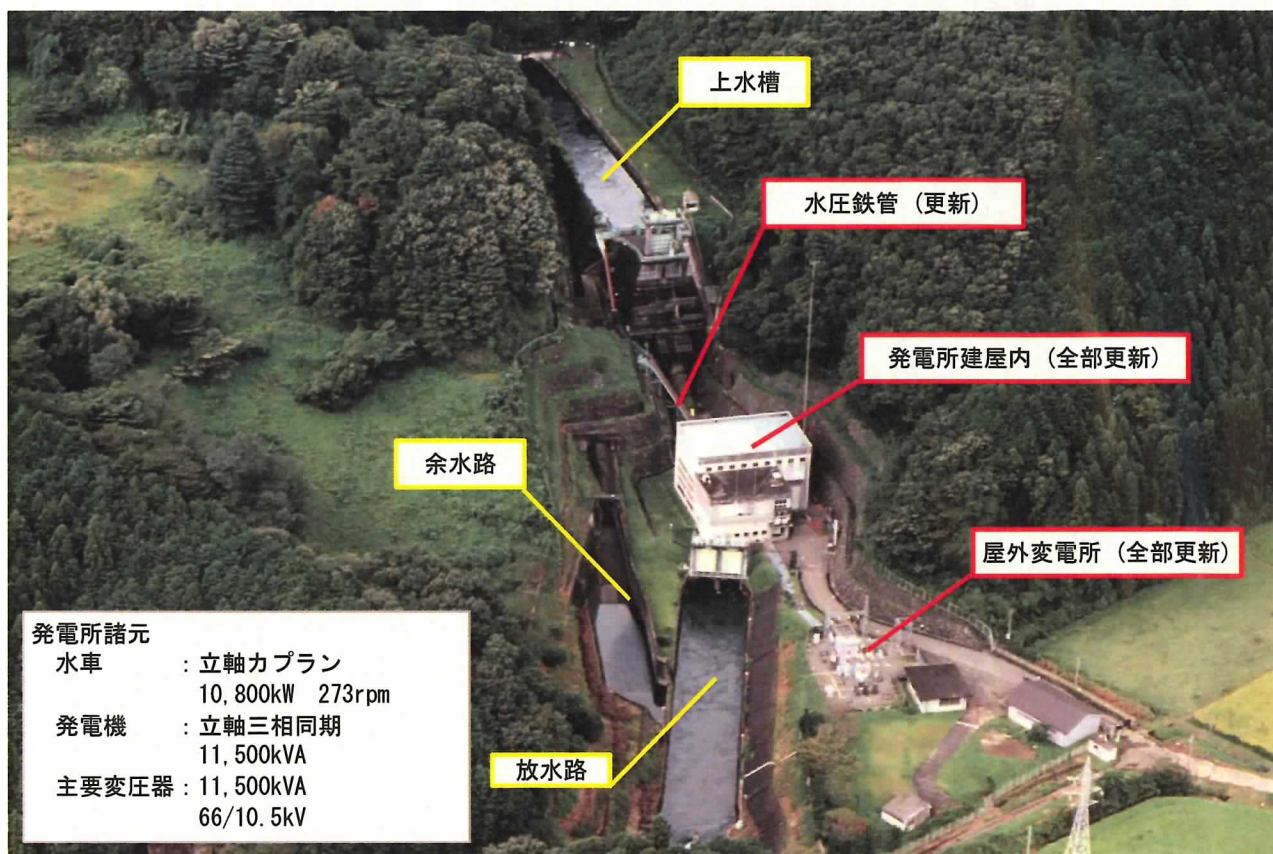 上水槽
水圧鉄管（更新）
発電所建屋内（全部更新）
余水路
屋外変電所（全部更新）
放水路
発電所諸元
水車　　　：立軸カプラン
10,800kW　273rpm
発電機　　：立軸三相同期
11,500kVA
主要変圧器：11,500kVA
66/10.5kV